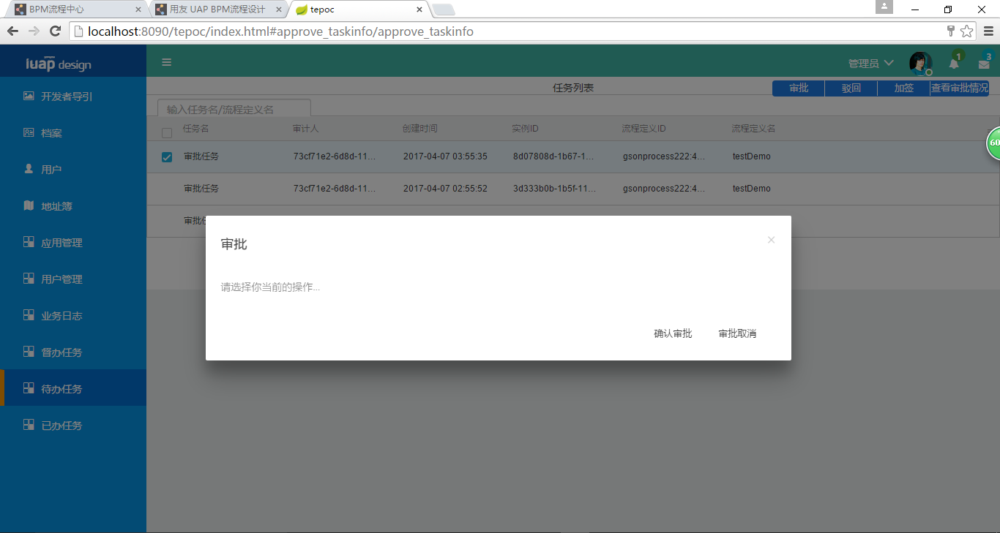 BPM流程中心
用友 UAP BPM流程设计
tepoc
localhost:8090/tepoc/index.html#approve_taskinfo/approve_taskinfo
iuap design
管理员
1
3
开发者导引
档案
用户
地址簿
应用管理
用户管理
业务日志
督办任务
待办任务
已办任务
任务列表
审批 驳回 加签 查看审批情况
输入任务名/流程定义名
任务名 审计人 创建时间 实例ID 流程定义ID 流程定义名
审批任务 73cf71e2-6d8d-11... 2017-04-07 03:55:35 8d07808d-1b67-1... gsonprocess222:4... testDemo
审批任务 73cf71e2-6d8d-11... 2017-04-07 02:55:52 3d333b0b-1b5f-11... gsonprocess222:4... testDemo
审批任
60
审批
×
请选择你当前的操作...
确认审批 审批取消